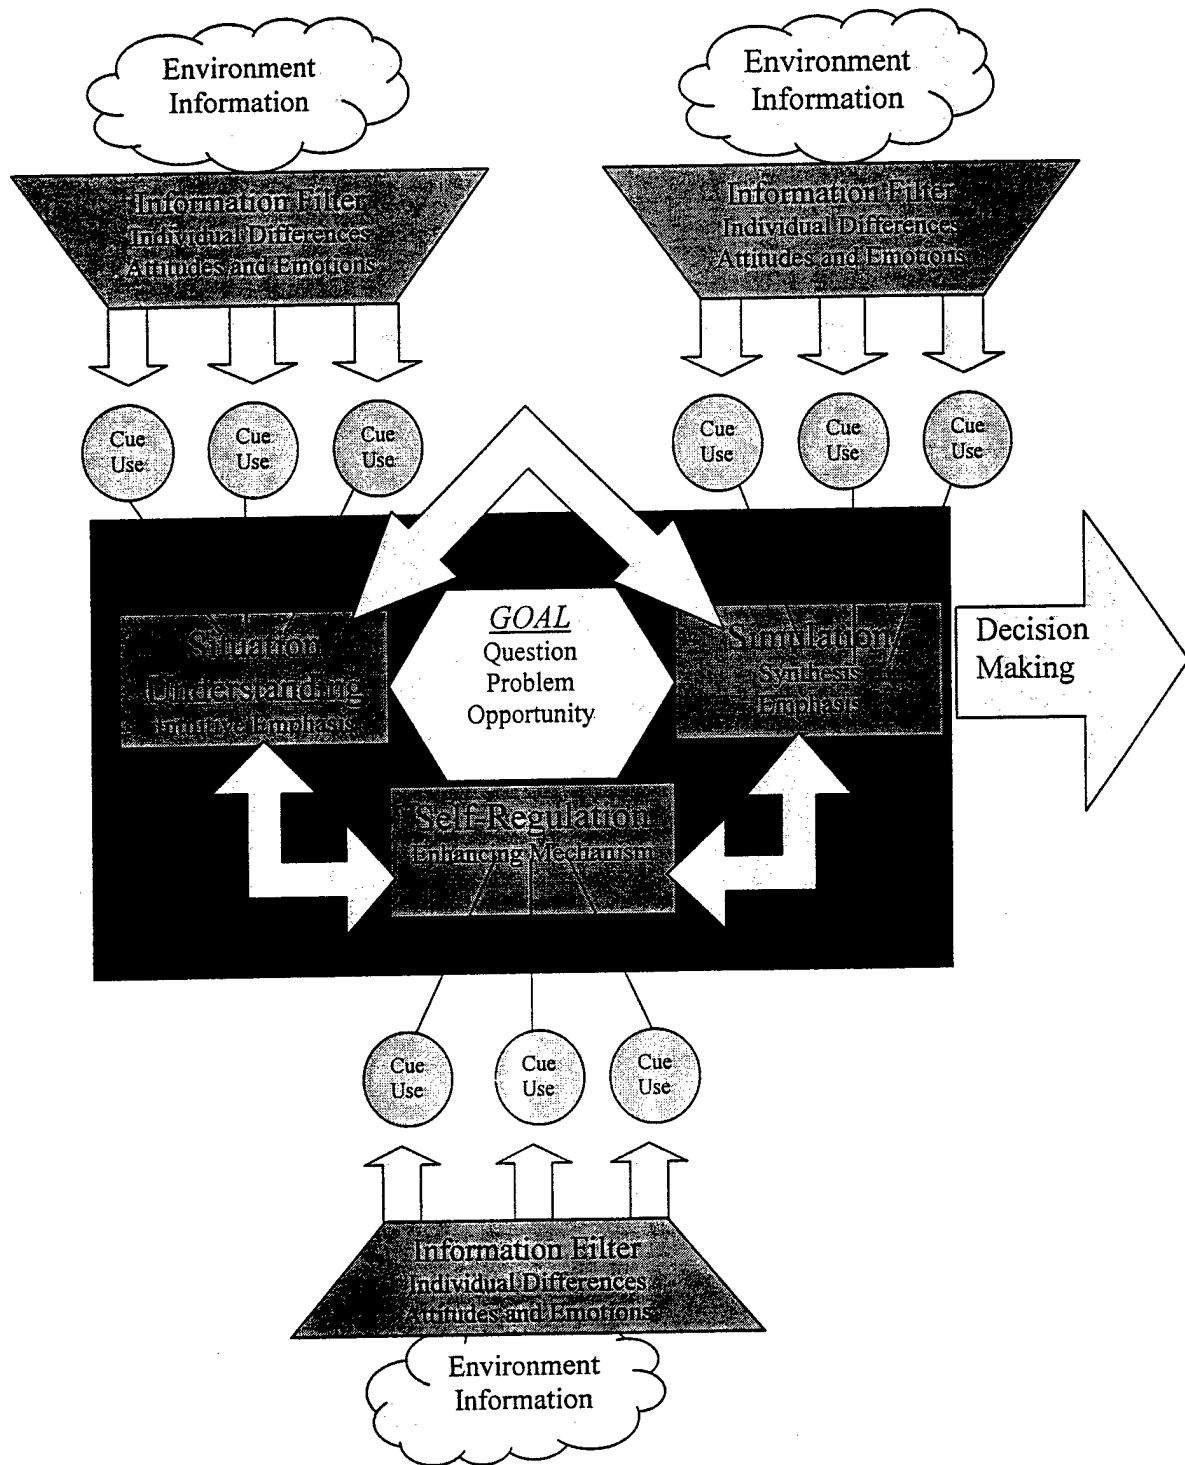 Environment
Information
Environment
Information
Information Filter
Individual Differences
Attitudes and Emotions
Information Filter
Individual Differences
Attitudes and Emotions
Cue
Use
Cue
Use
Cue
Use
Cue
Use
Cue
Use
Cue
Use
GOAL
Question
Problem
Opportunity
Situation
Understanding
Intuitive Emphasis
Simulation
Synthesis
Emphasis
Decision
Making
Self-Regulation
Enhancing Mechanism
Cue
Use
Cue
Use
Cue
Use
Information Filter
Individual Differences
Attitudes and Emotions
Environment
Information